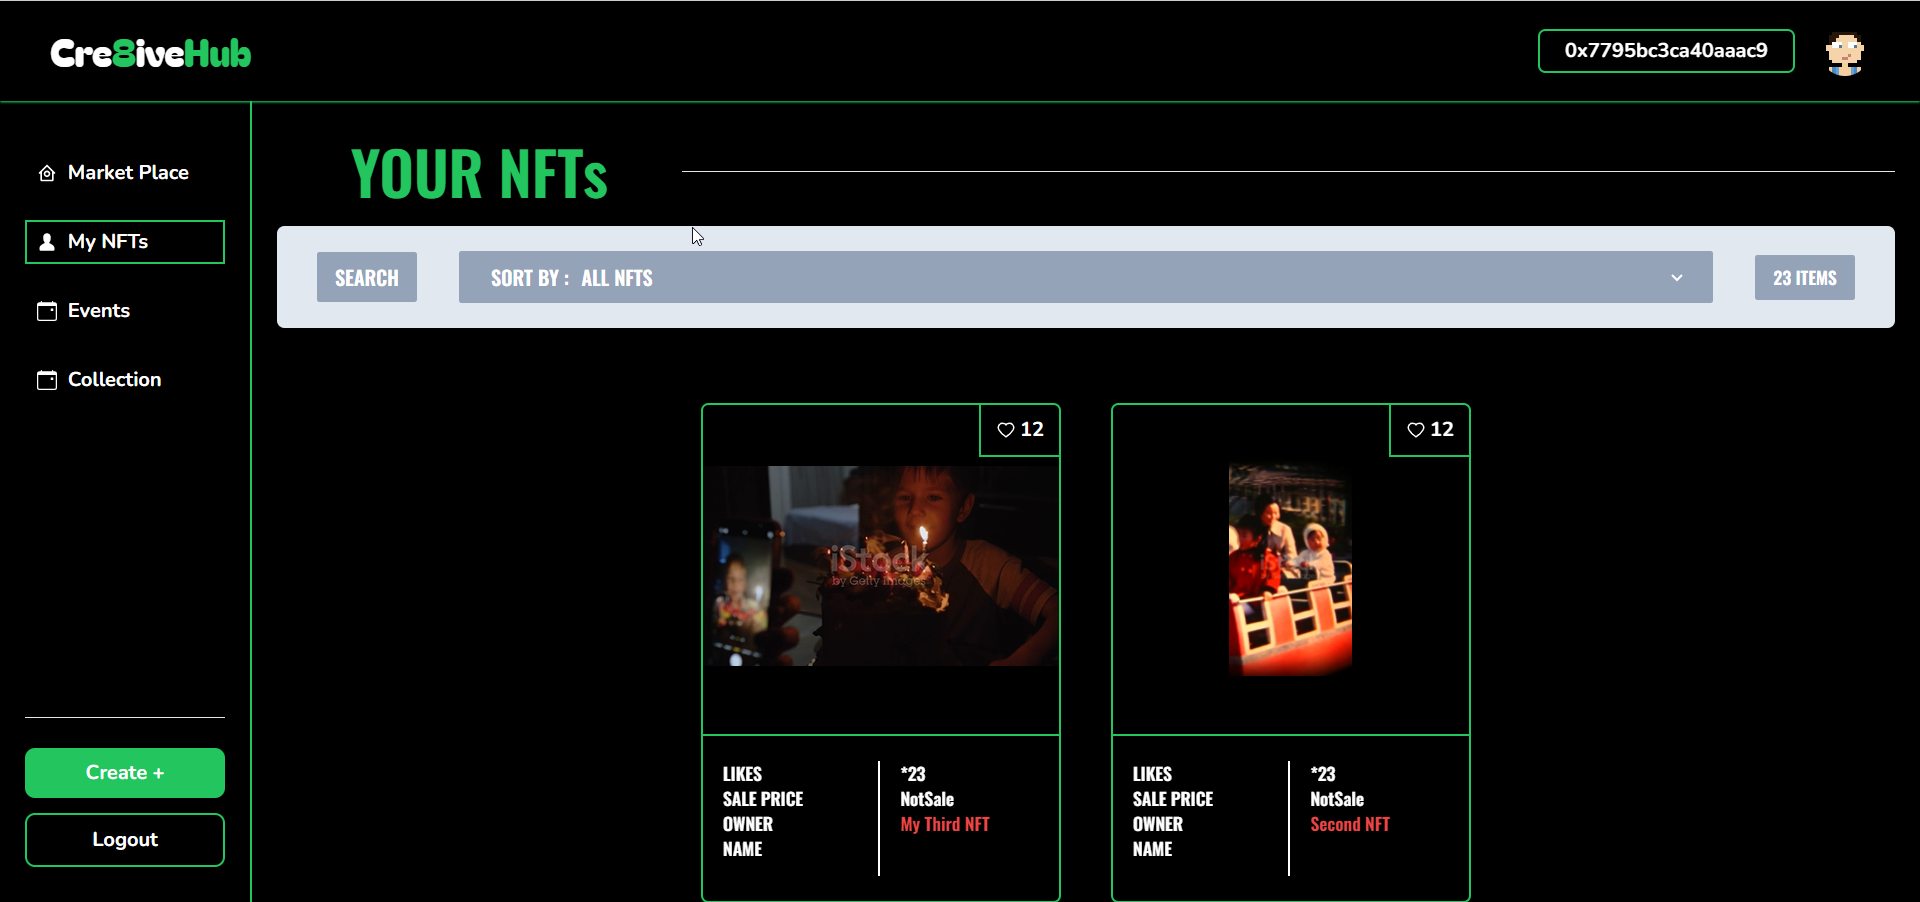 Cre8iveHub
0x7795bc3ca40aaac9
Market Place
My NFTs
Events
Collection
Create +
Logout
YOUR NFTs
SEARCH
SORT BY : ALL NFTS
23 ITEMS
12
iStock
by Getty Images
LIKES *23
SALE PRICE NotSale
OWNER My Third NFT
NAME
12
LIKES *23
SALE PRICE NotSale
OWNER Second NFT
NAME